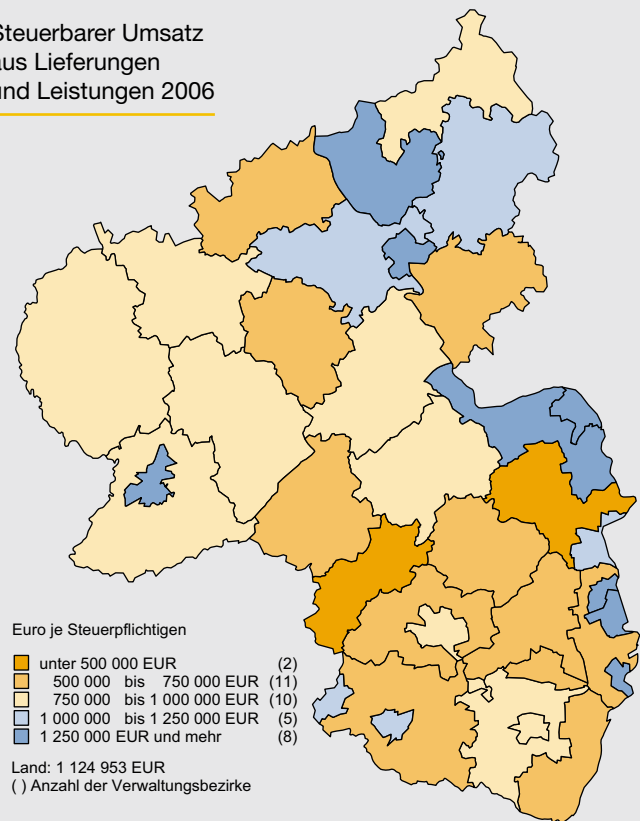 Steuerbarer Umsatz
aus Lieferungen
und Leistungen 2006
Euro je Steuerpflichtigen
unter 500 000 EUR (2)
500 000 bis 750 000 EUR (11)
750 000 bis 1 000 000 EUR (10)
1 000 000 bis 1 250 000 EUR (5)
1 250 000 EUR und mehr (8)
Land: 1 124 953 EUR
( ) Anzahl der Verwaltungsbezirke